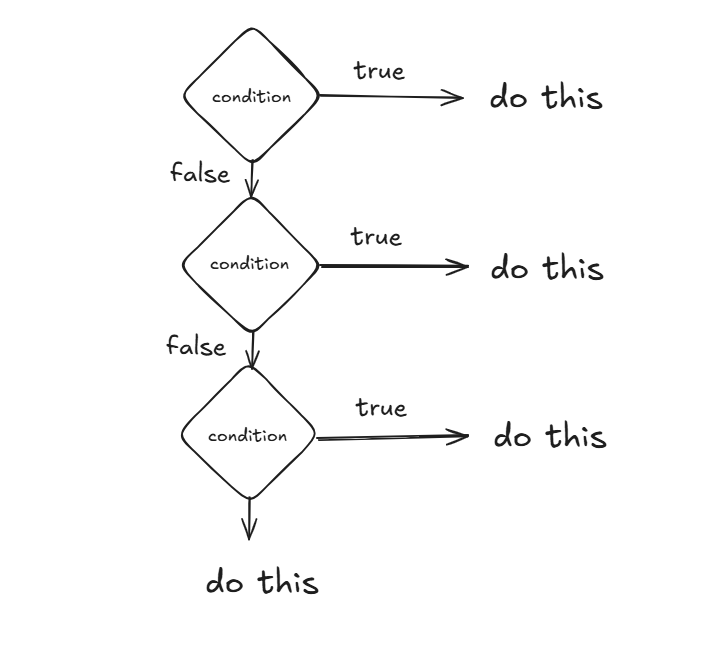 true
condition
do this
false
true
condition
do this
false
true
condition
do this
do this